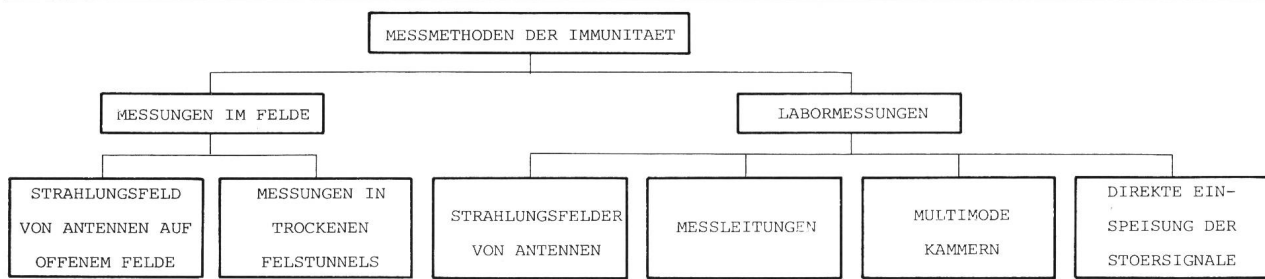 MESSMETHODEN DER IMMUNITAET
MESSUNGEN IM FELDE
LABORMESSUNGEN
STRAHLUNGSFELD
VON ANTENNEN AUF
OFFENEM FELDE
MESSUNGEN IN
TROCKENEN
FELSTUNNELS
STRAHLUNGSFELDER
VON ANTENNEN
MESSLEITUNGEN
MULTIMODE
KAMMERN
DIREKTE EIN-
SPEISUNG DER
STOERSIGNALE